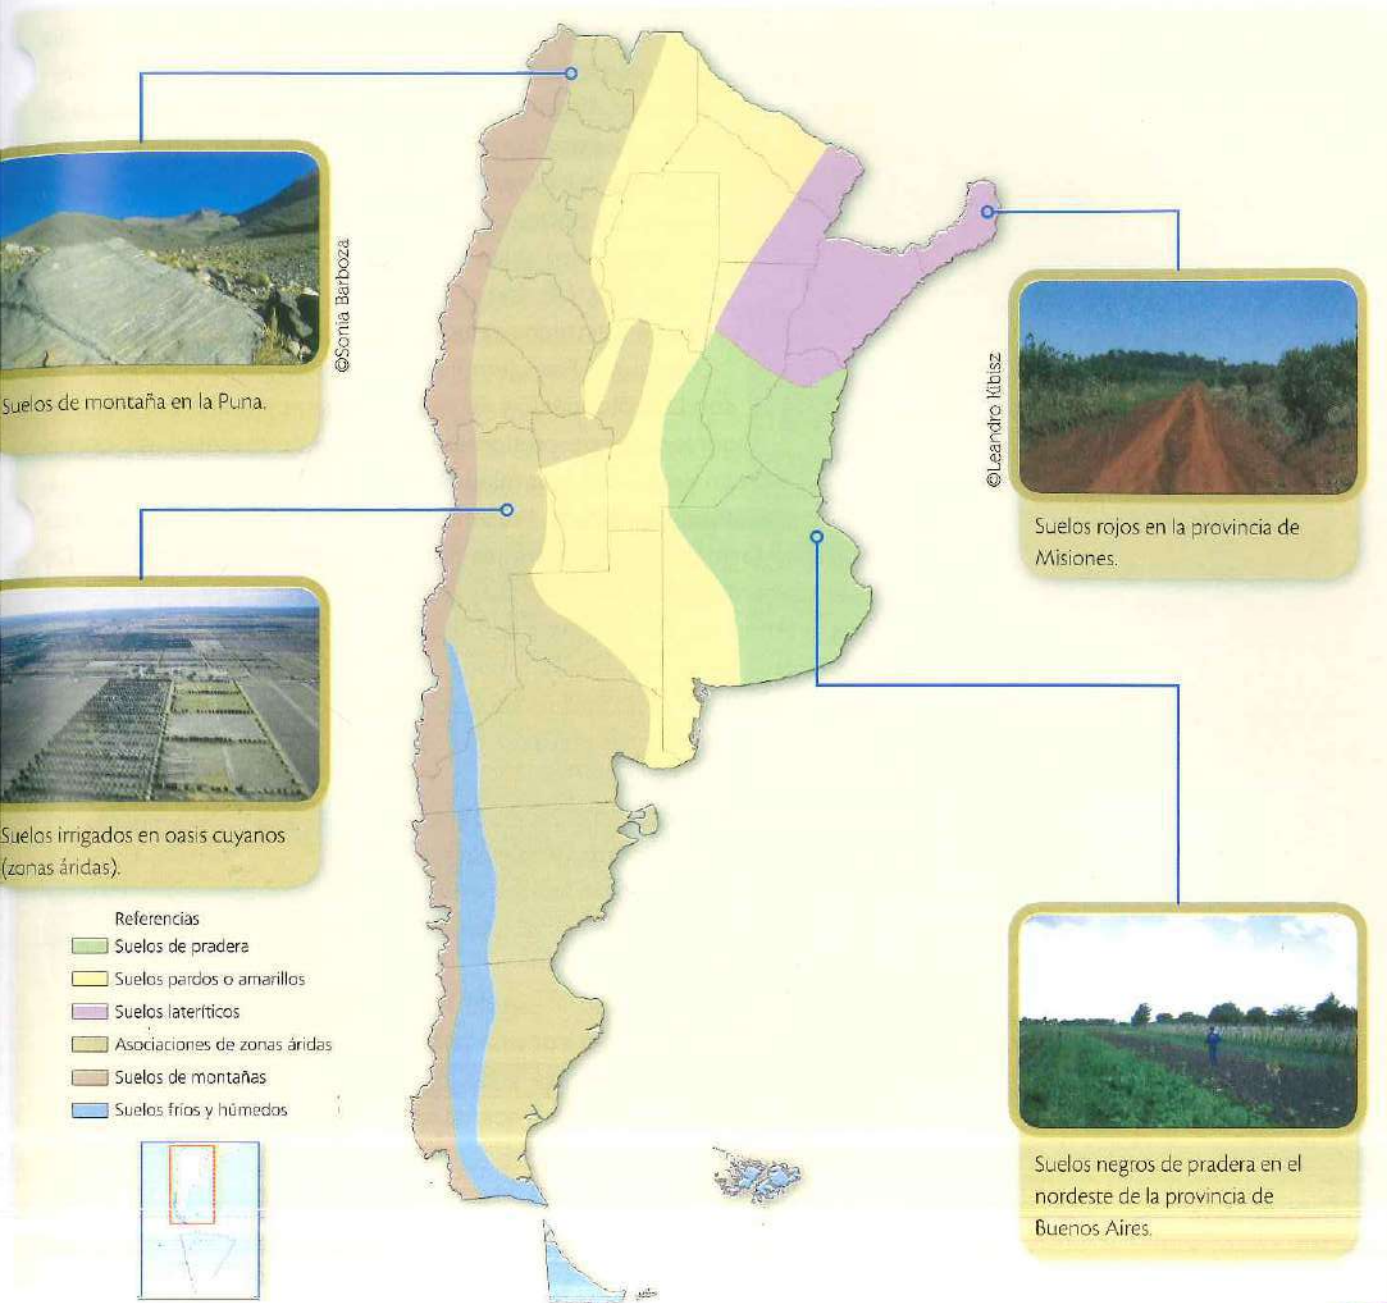 ©Sonia Barboza
Suelos de montaña en la Puna.
©Leandro Kibisz
Suelos rojos en la provincia de
Misiones.
Suelos irrigados en oasis cuyanos
(zonas áridas).
Referencias
Suelos de pradera
Suelos pardos o amarillos
Suelos lateríticos
Asociaciones de zonas áridas
Suelos de montañas
Suelos fríos y húmedos
Suelos negros de pradera en el
nordeste de la provincia de
Buenos Aires.